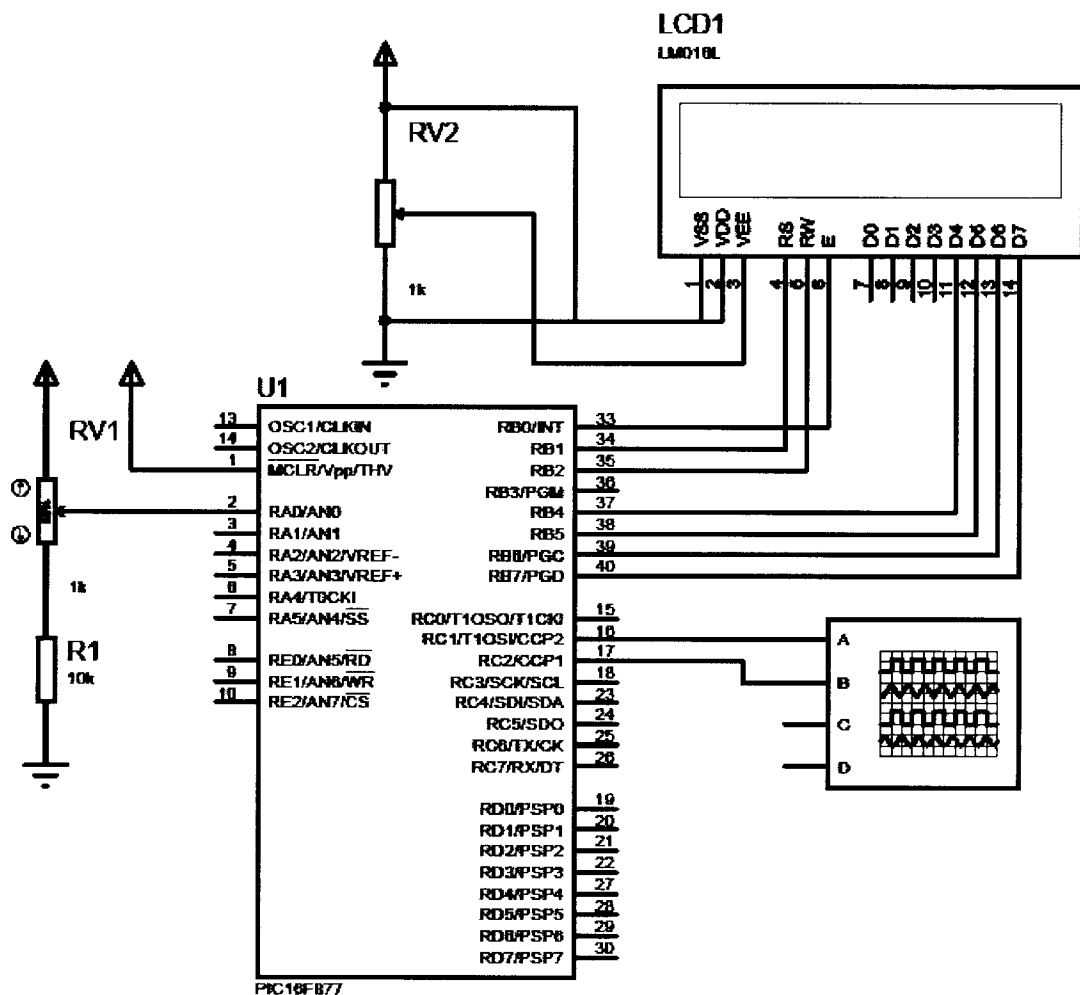 LCD1
LM016L
RV2
VSS
VDD
VEE
RS
RW
E
D0
D1
D2
D3
D4
D5
D6
D7
1
2
3
4
5
6
7
8
9
10
11
12
13
14
1k
U1
RV1
1k
R1
10k
13 OSC1/CLKIN
14 OSC2/CLKOUT
1 MCLR/Vpp/THV
2 RA0/AN0
3 RA1/AN1
4 RA2/AN2/VREF-
5 RA3/AN3/VREF+
6 RA4/T0CKI
7 RA5/AN4/SS
8 RE0/AN5/RD
9 RE1/AN6/WR
10 RE2/AN7/CS
RB0/INT 33
RB1 34
RB2 35
RB3/PGM 36
RB4 37
RB5 38
RB6/PGC 39
RB7/PGD 40
RC0/T1OSO/T1CKI 15
RC1/T1OSI/CCP2 16
RC2/CCP1 17
RC3/SCK/SCL 18
RC4/SDI/SDA 23
RC5/SDO 24
RC6/TX/CK 25
RC7/RX/DT 26
RD0/PSP0 19
RD1/PSP1 20
RD2/PSP2 21
RD3/PSP3 22
RD4/PSP4 27
RD5/PSP5 28
RD6/PSP6 29
RD7/PSP7 30
PIC16F877
A
B
C
D